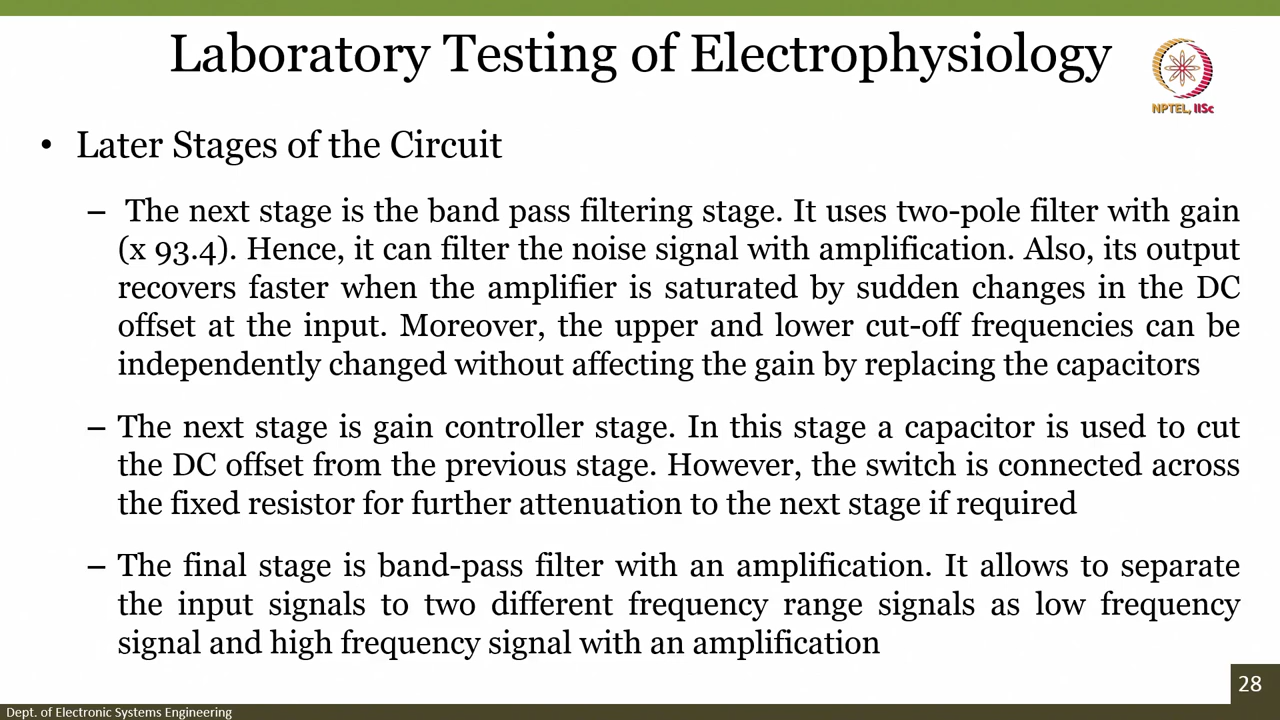 Laboratory Testing of Electrophysiology
NPTEL, IISc
• Later Stages of the Circuit
– The next stage is the band pass filtering stage. It uses two-pole filter with gain
(x 93.4). Hence, it can filter the noise signal with amplification. Also, its output
recovers faster when the amplifier is saturated by sudden changes in the DC
offset at the input. Moreover, the upper and lower cut-off frequencies can be
independently changed without affecting the gain by replacing the capacitors
– The next stage is gain controller stage. In this stage a capacitor is used to cut
the DC offset from the previous stage. However, the switch is connected across
the fixed resistor for further attenuation to the next stage if required
– The final stage is band-pass filter with an amplification. It allows to separate
the input signals to two different frequency range signals as low frequency
signal and high frequency signal with an amplification
28
Dept. of Electronic Systems Engineering